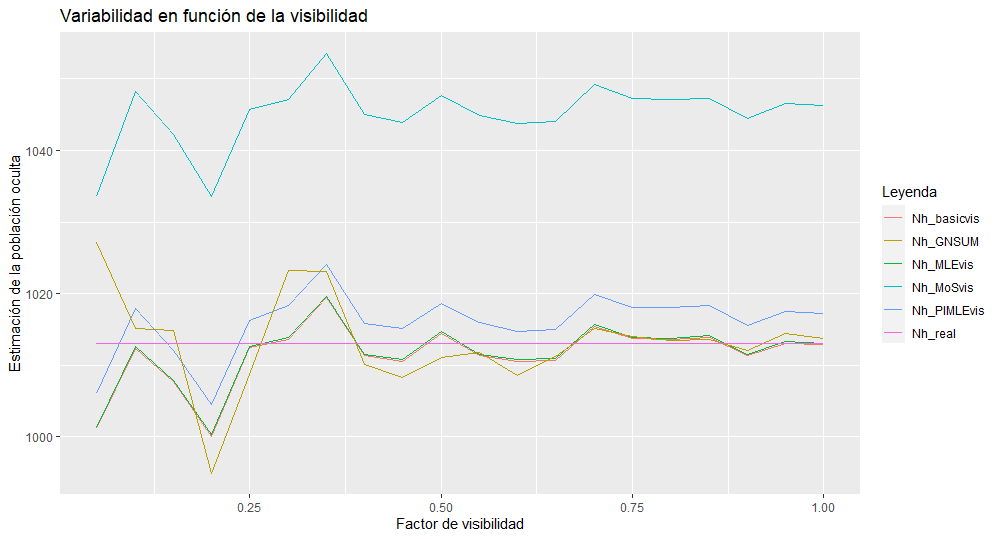 Variabilidad en función de la visibilidad
Estimación de la población oculta
1040
1020
1000
0.25
0.50
0.75
1.00
Factor de visibilidad
Leyenda
Nh_basicvis
Nh_GNSUM
Nh_MLEvis
Nh_MoSvis
Nh_PIMLEvis
Nh_real